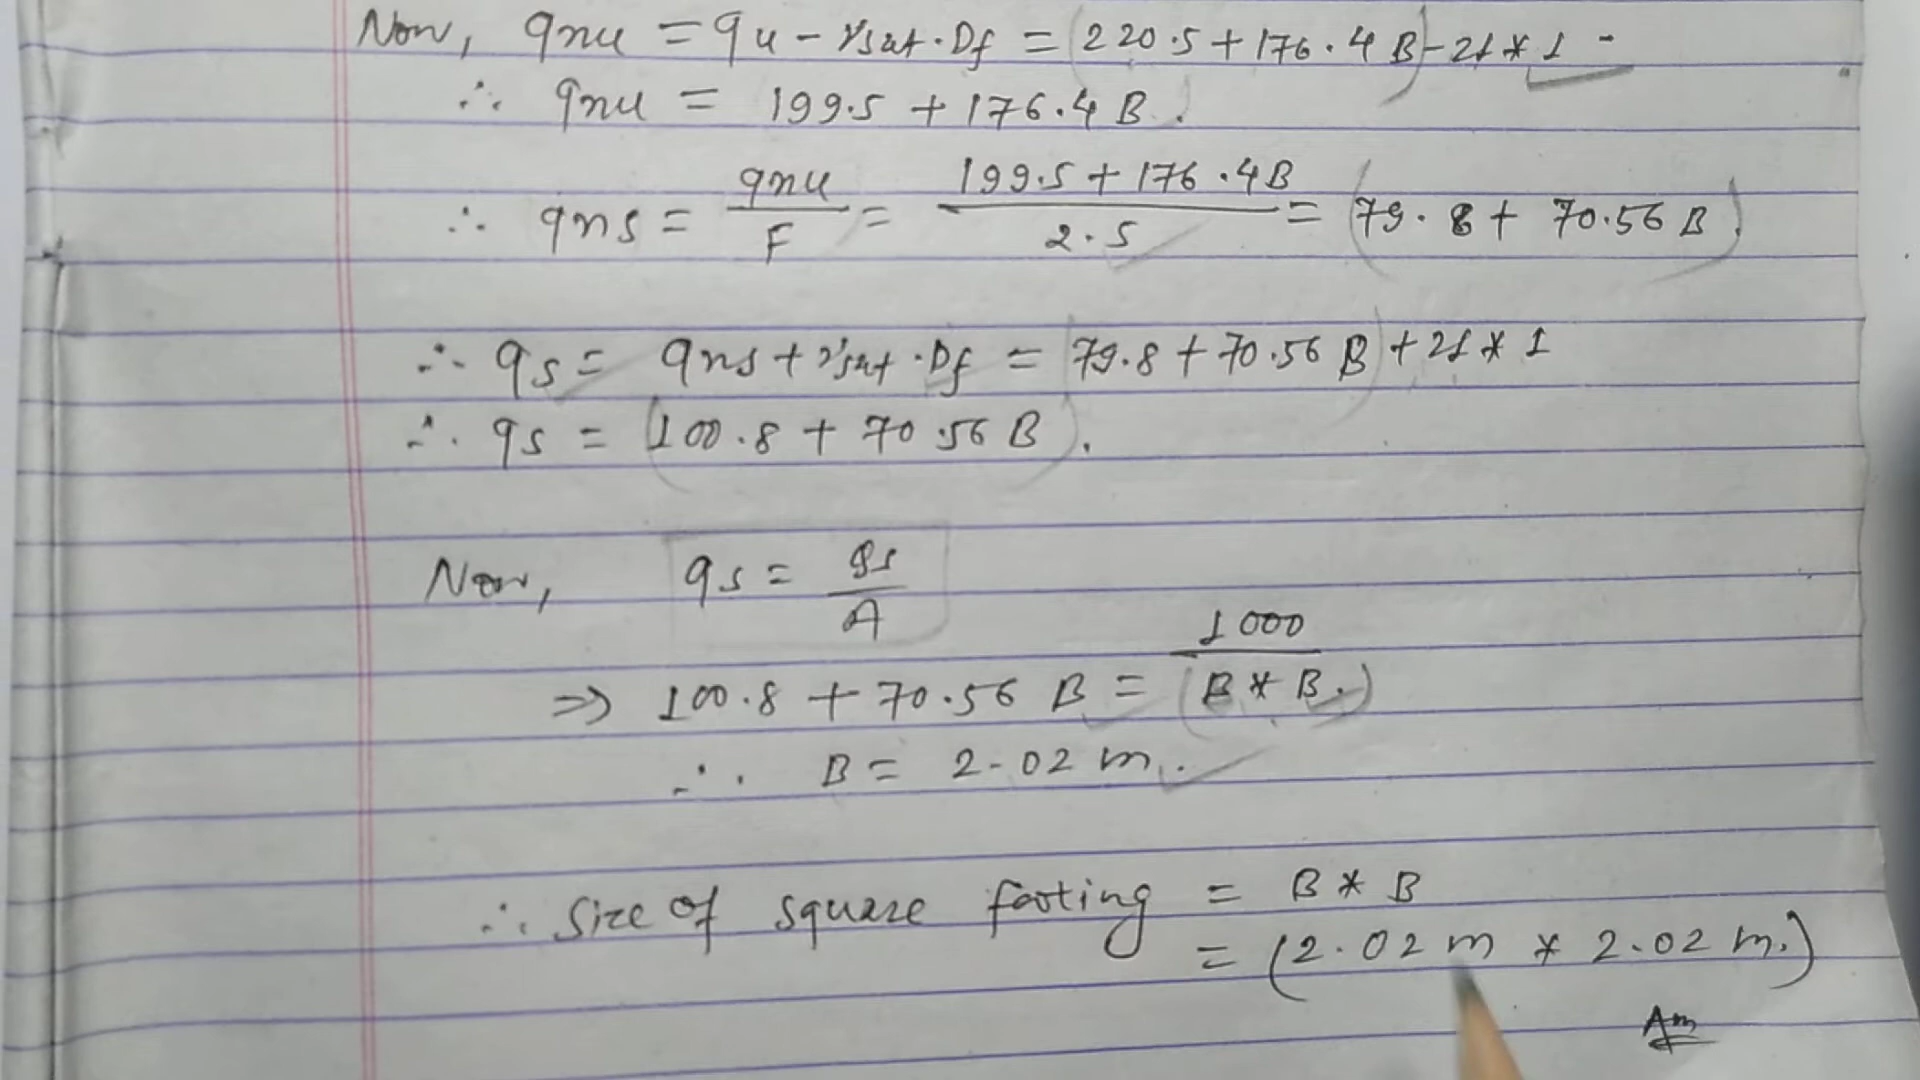 Now, qnu = qu - γsat·Df = (220.5 + 176.4 B) - 21 * 1
∴ qnu = 199.5 + 176.4 B.
∴ qns = qnu / F = 199.5 + 176.4 B / 2.5 = (79.8 + 70.56 B).
∴ qs = qns + γsat·Df = (79.8 + 70.56 B) + 21 * 1
∴ qs = (100.8 + 70.56 B).
Now, qs = Qs / A
⇒ 100.8 + 70.56 B = 1000 / (B * B.)
∴ B = 2.02 m.
∴ Size of square footing = B * B
= (2.02 m * 2.02 m.)
Ans